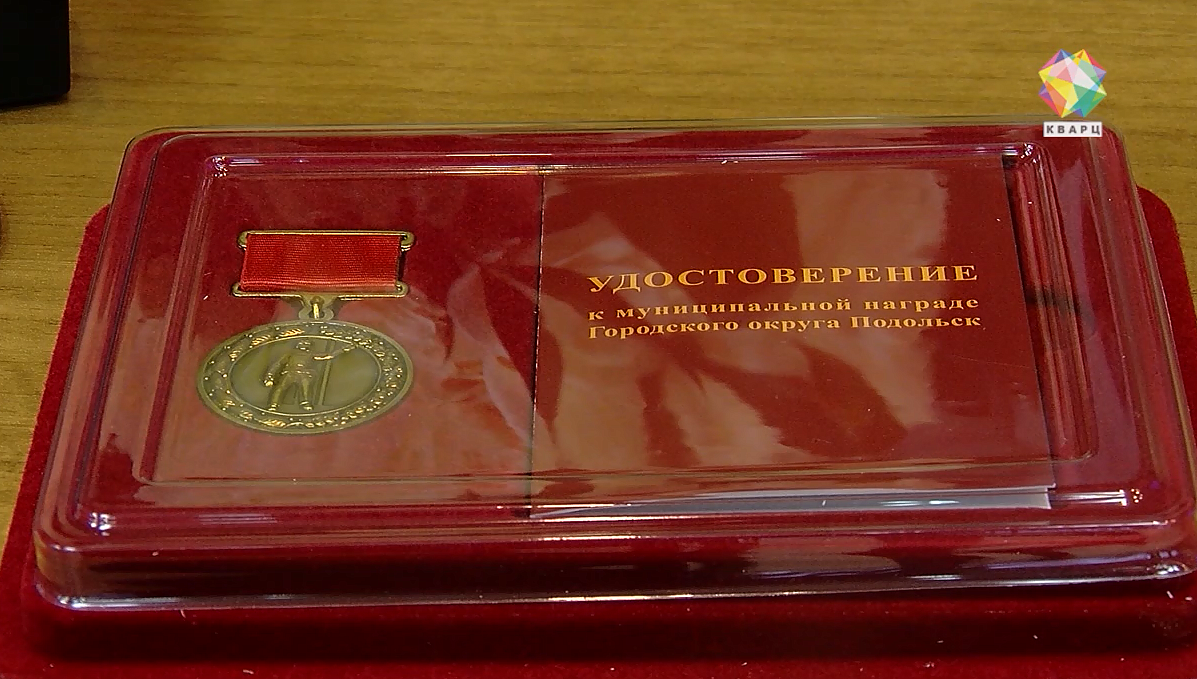 КВАРЦ
УДОСТОВЕРЕНИЕ
к муниципальной награде
Городского округа Подольск